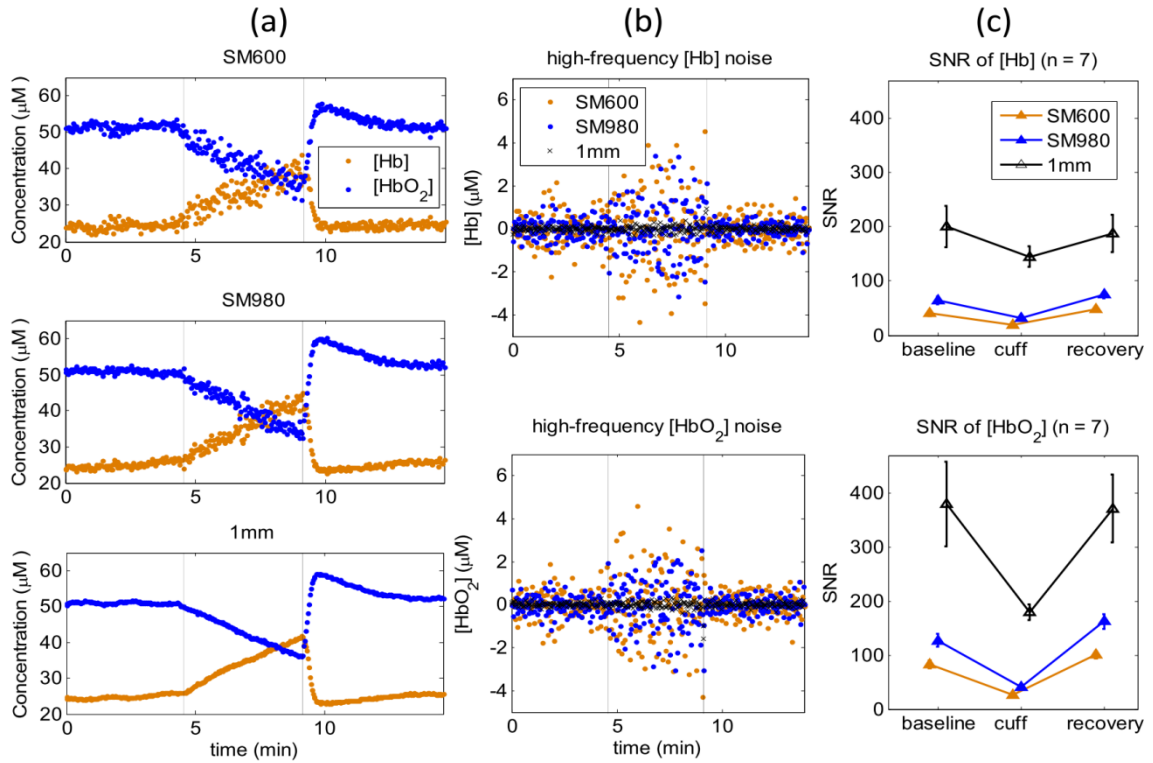 (a)
SM600
Concentration (μM)
60
50
40
30
20
0
5
10
[Hb]
[HbO2]
SM980
Concentration (μM)
60
50
40
30
20
0
5
10
1mm
Concentration (μM)
60
50
40
30
20
0
5
10
time (min)
(b)
high-frequency [Hb] noise
[Hb] (μM)
6
4
2
0
-2
-4
0
5
10
SM600
SM980
1mm
high-frequency [HbO2] noise
[HbO2] (μM)
6
4
2
0
-2
-4
0
5
10
time (min)
(c)
SNR of [Hb] (n = 7)
SNR
400
300
200
100
0
baseline cuff recovery
SM600
SM980
1mm
SNR of [HbO2] (n = 7)
SNR
400
300
200
100
0
baseline cuff recovery